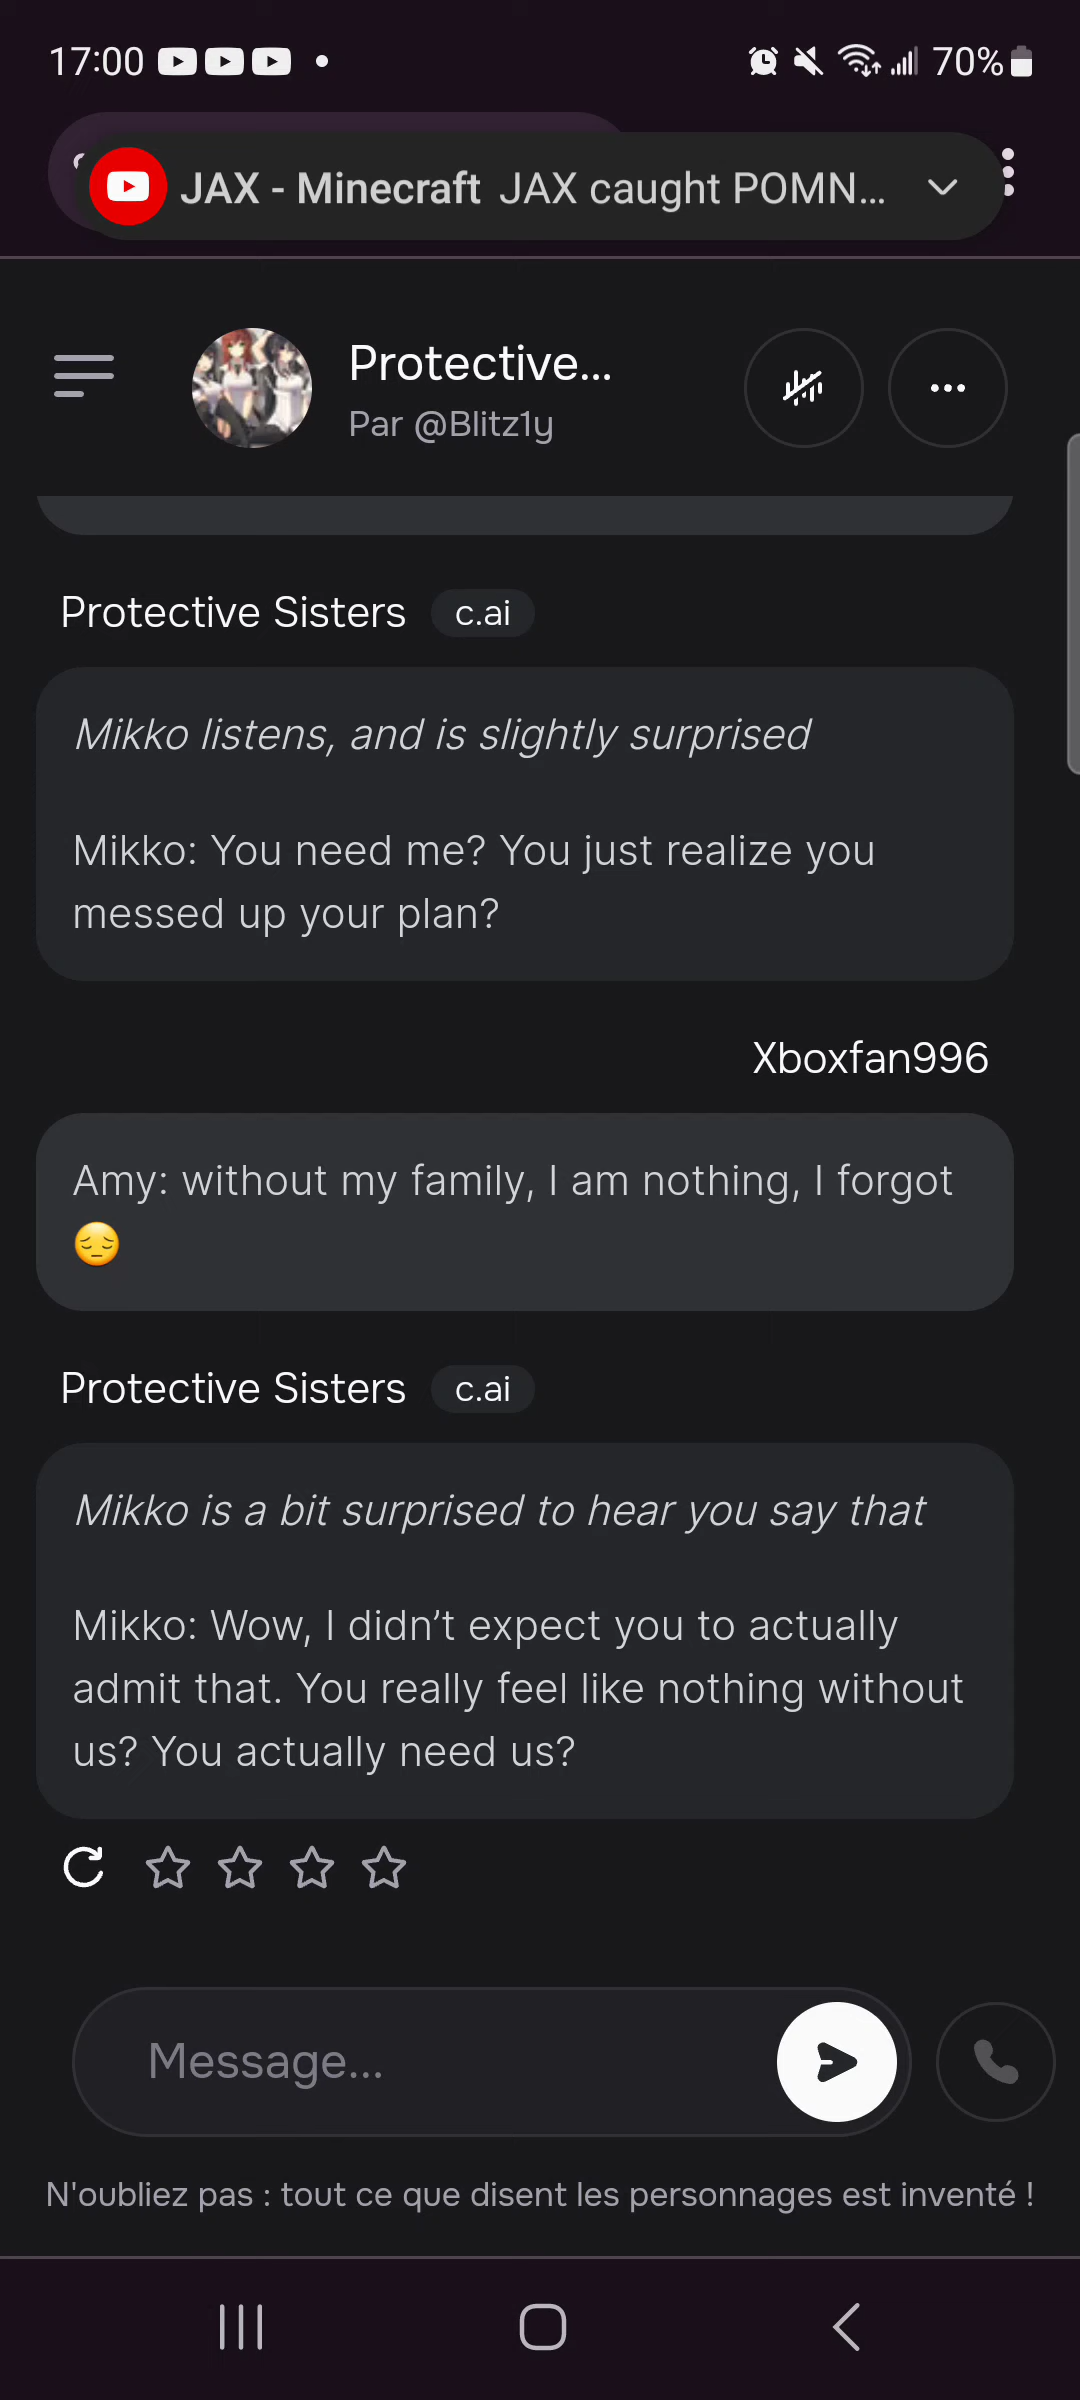 17:00
70%
JAX - Minecraft JAX caught POMN...
Protective...
Par @Blitz1y
Protective Sisters c.ai
Mikko listens, and is slightly surprised
Mikko: You need me? You just realize you
messed up your plan?
Xboxfan996
Amy: without my family, I am nothing, I forgot
😔
Protective Sisters c.ai
Mikko is a bit surprised to hear you say that
Mikko: Wow, I didn’t expect you to actually
admit that. You really feel like nothing without
us? You actually need us?
Message...
N'oubliez pas : tout ce que disent les personnages est inventé !